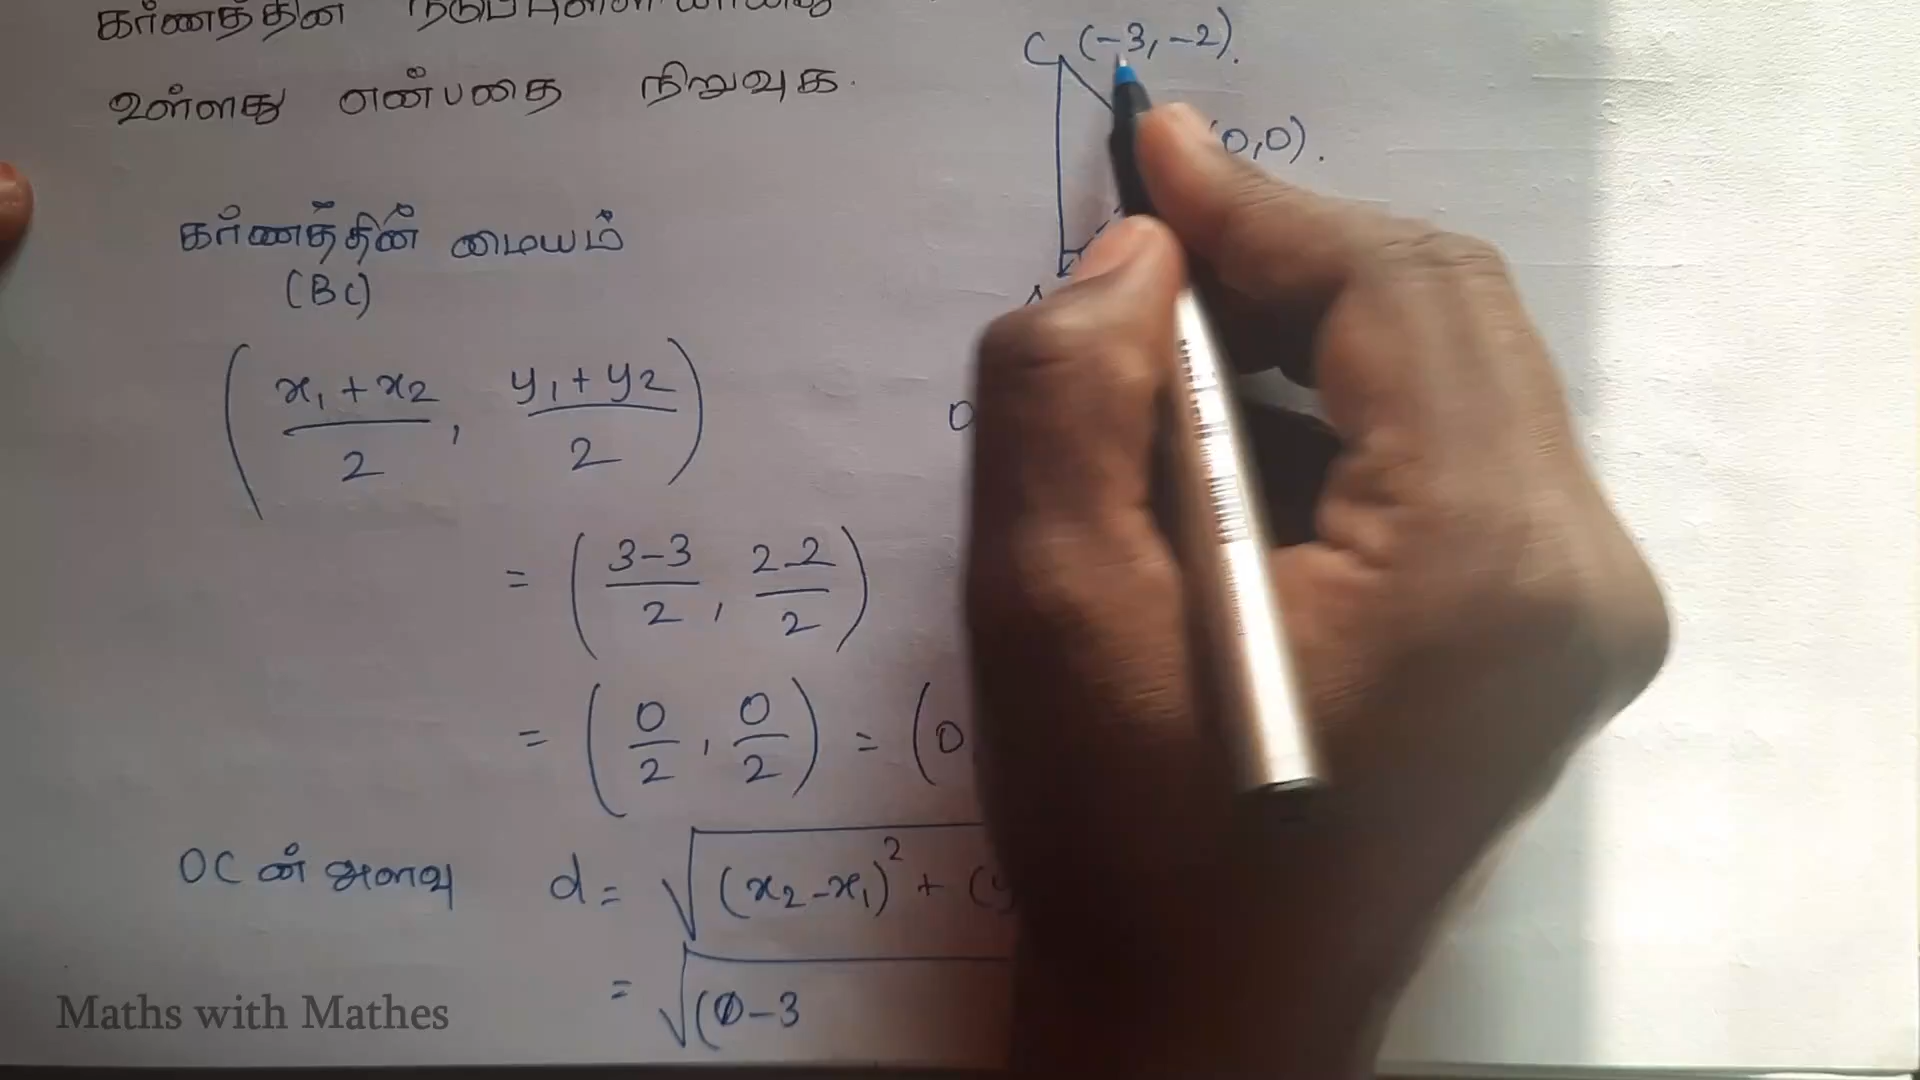 கர்ணத்தின்
உள்ளது என்பதை நிறுவுக.
C (-3, -2).
(0,0).
கர்ணத்தின் மையம்
(BC)
(x₁ + x₂ / 2 , y₁ + y₂ / 2)
= (3-3 / 2 , 2-2 / 2)
= (0/2 , 0/2) = (0
OC ன் அளவு d = √(x₂-x₁)² + (y
= √(0-3
Maths with Mathes